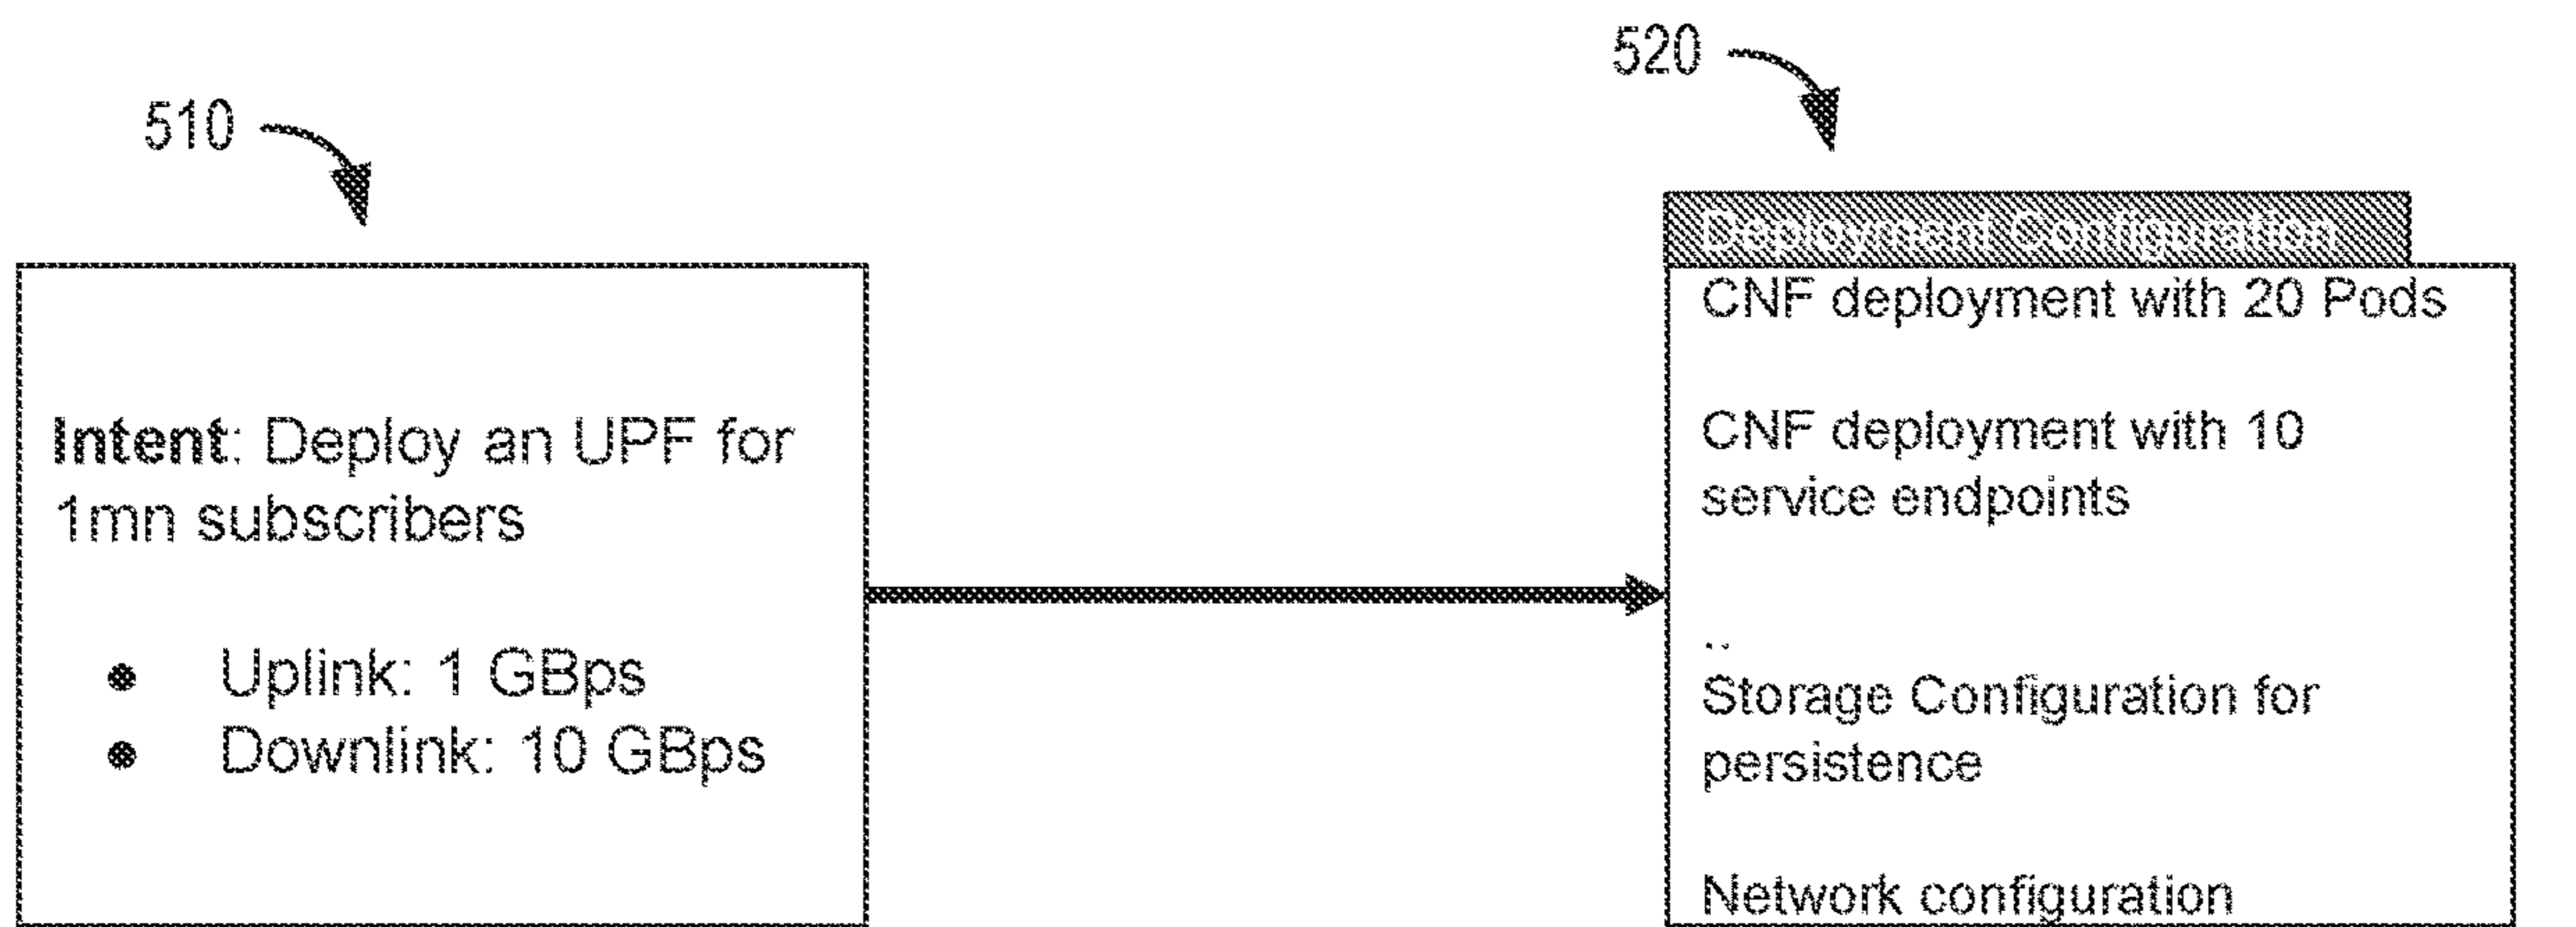 510
520
Intent: Deploy an UPF for
1mn subscribers
Uplink: 1 GBps
Downlink: 10 GBps
Deployment Configuration
CNF deployment with 20 Pods
CNF deployment with 10
service endpoints
..
Storage Configuration for
persistence
Network configuration